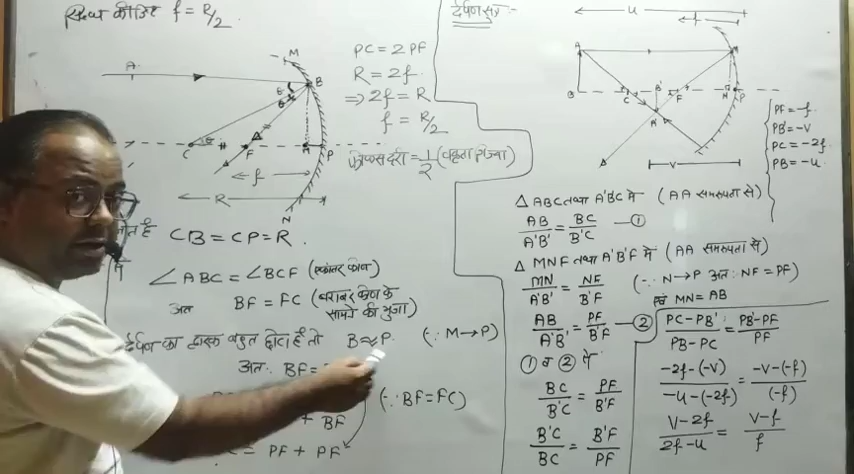 सिद्ध कीजिए f = R/2
A
M
B
θ
θ
θ
C
F
M
P
f
R
N
PC = 2PF
R = 2f
⇒ 2f = R
f = R/2
फोकस दूरी = 1/2 (वक्रता त्रिज्या)
CB = CP = R
∠ABC = ∠BCF (एकांतर कोण)
अतः BF = FC (बराबर कोण के
सामने की भुजा)
दर्पण का द्वारक बहुत छोटा है तो B≈P (∵ M→P)
अतः BF =
(∵ BF = FC)
+ BF
= PF + PF
दर्पण सूत्र :-
u
f
A
M
B
C
B'
F
N
P
A'
v
PF = -f
PB' = -v
PC = -2f
PB = -u
Δ ABC तथा A'B'C में (AA समरूपता से)
AB/A'B' = BC/B'C —①
Δ MNF तथा A'B'F में (AA समरूपता से)
MN/A'B' = NF/B'F (∵ N→P अतः NF = PF)
एवं MN = AB
AB/A'B' = PF/B'F —②
① व ② से
BC/B'C = PF/B'F
B'C/BC = B'F/PF
PC-PB'/PB-PC = PB'-PF/PF
-2f-(-v)/-u-(-2f) = -v-(-f)/(-f)
v-2f/2f-u = v-f/f